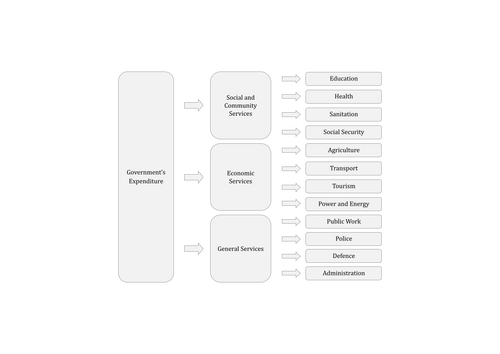 Government's
Expenditure
Social and
Community
Services
Economic
Services
General Services
Education
Health
Sanitation
Social Security
Agriculture
Transport
Tourism
Power and Energy
Public Work
Police
Defence
Administration